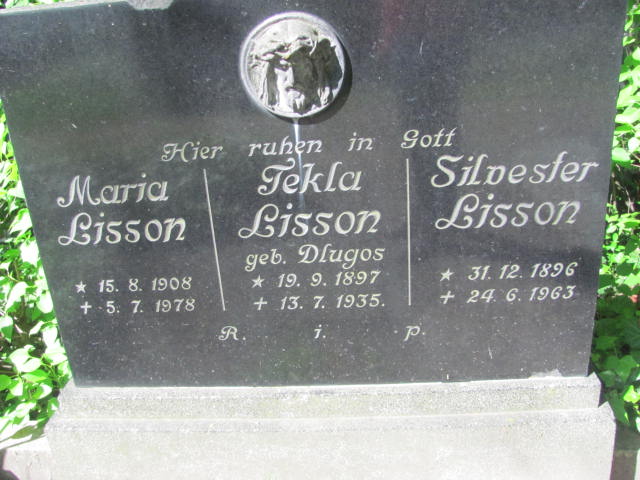 Hier ruhen in Gott
Maria
Lisson
★ 15. 8. 1908
+ 5. 7. 1978
Tekla
Lisson
geb. Dlugos
★ 19. 9. 1897
+ 13. 7. 1935.
Silvester
Lisson
★ 31. 12. 1896
+ 24. 6. 1963
R. i. p.